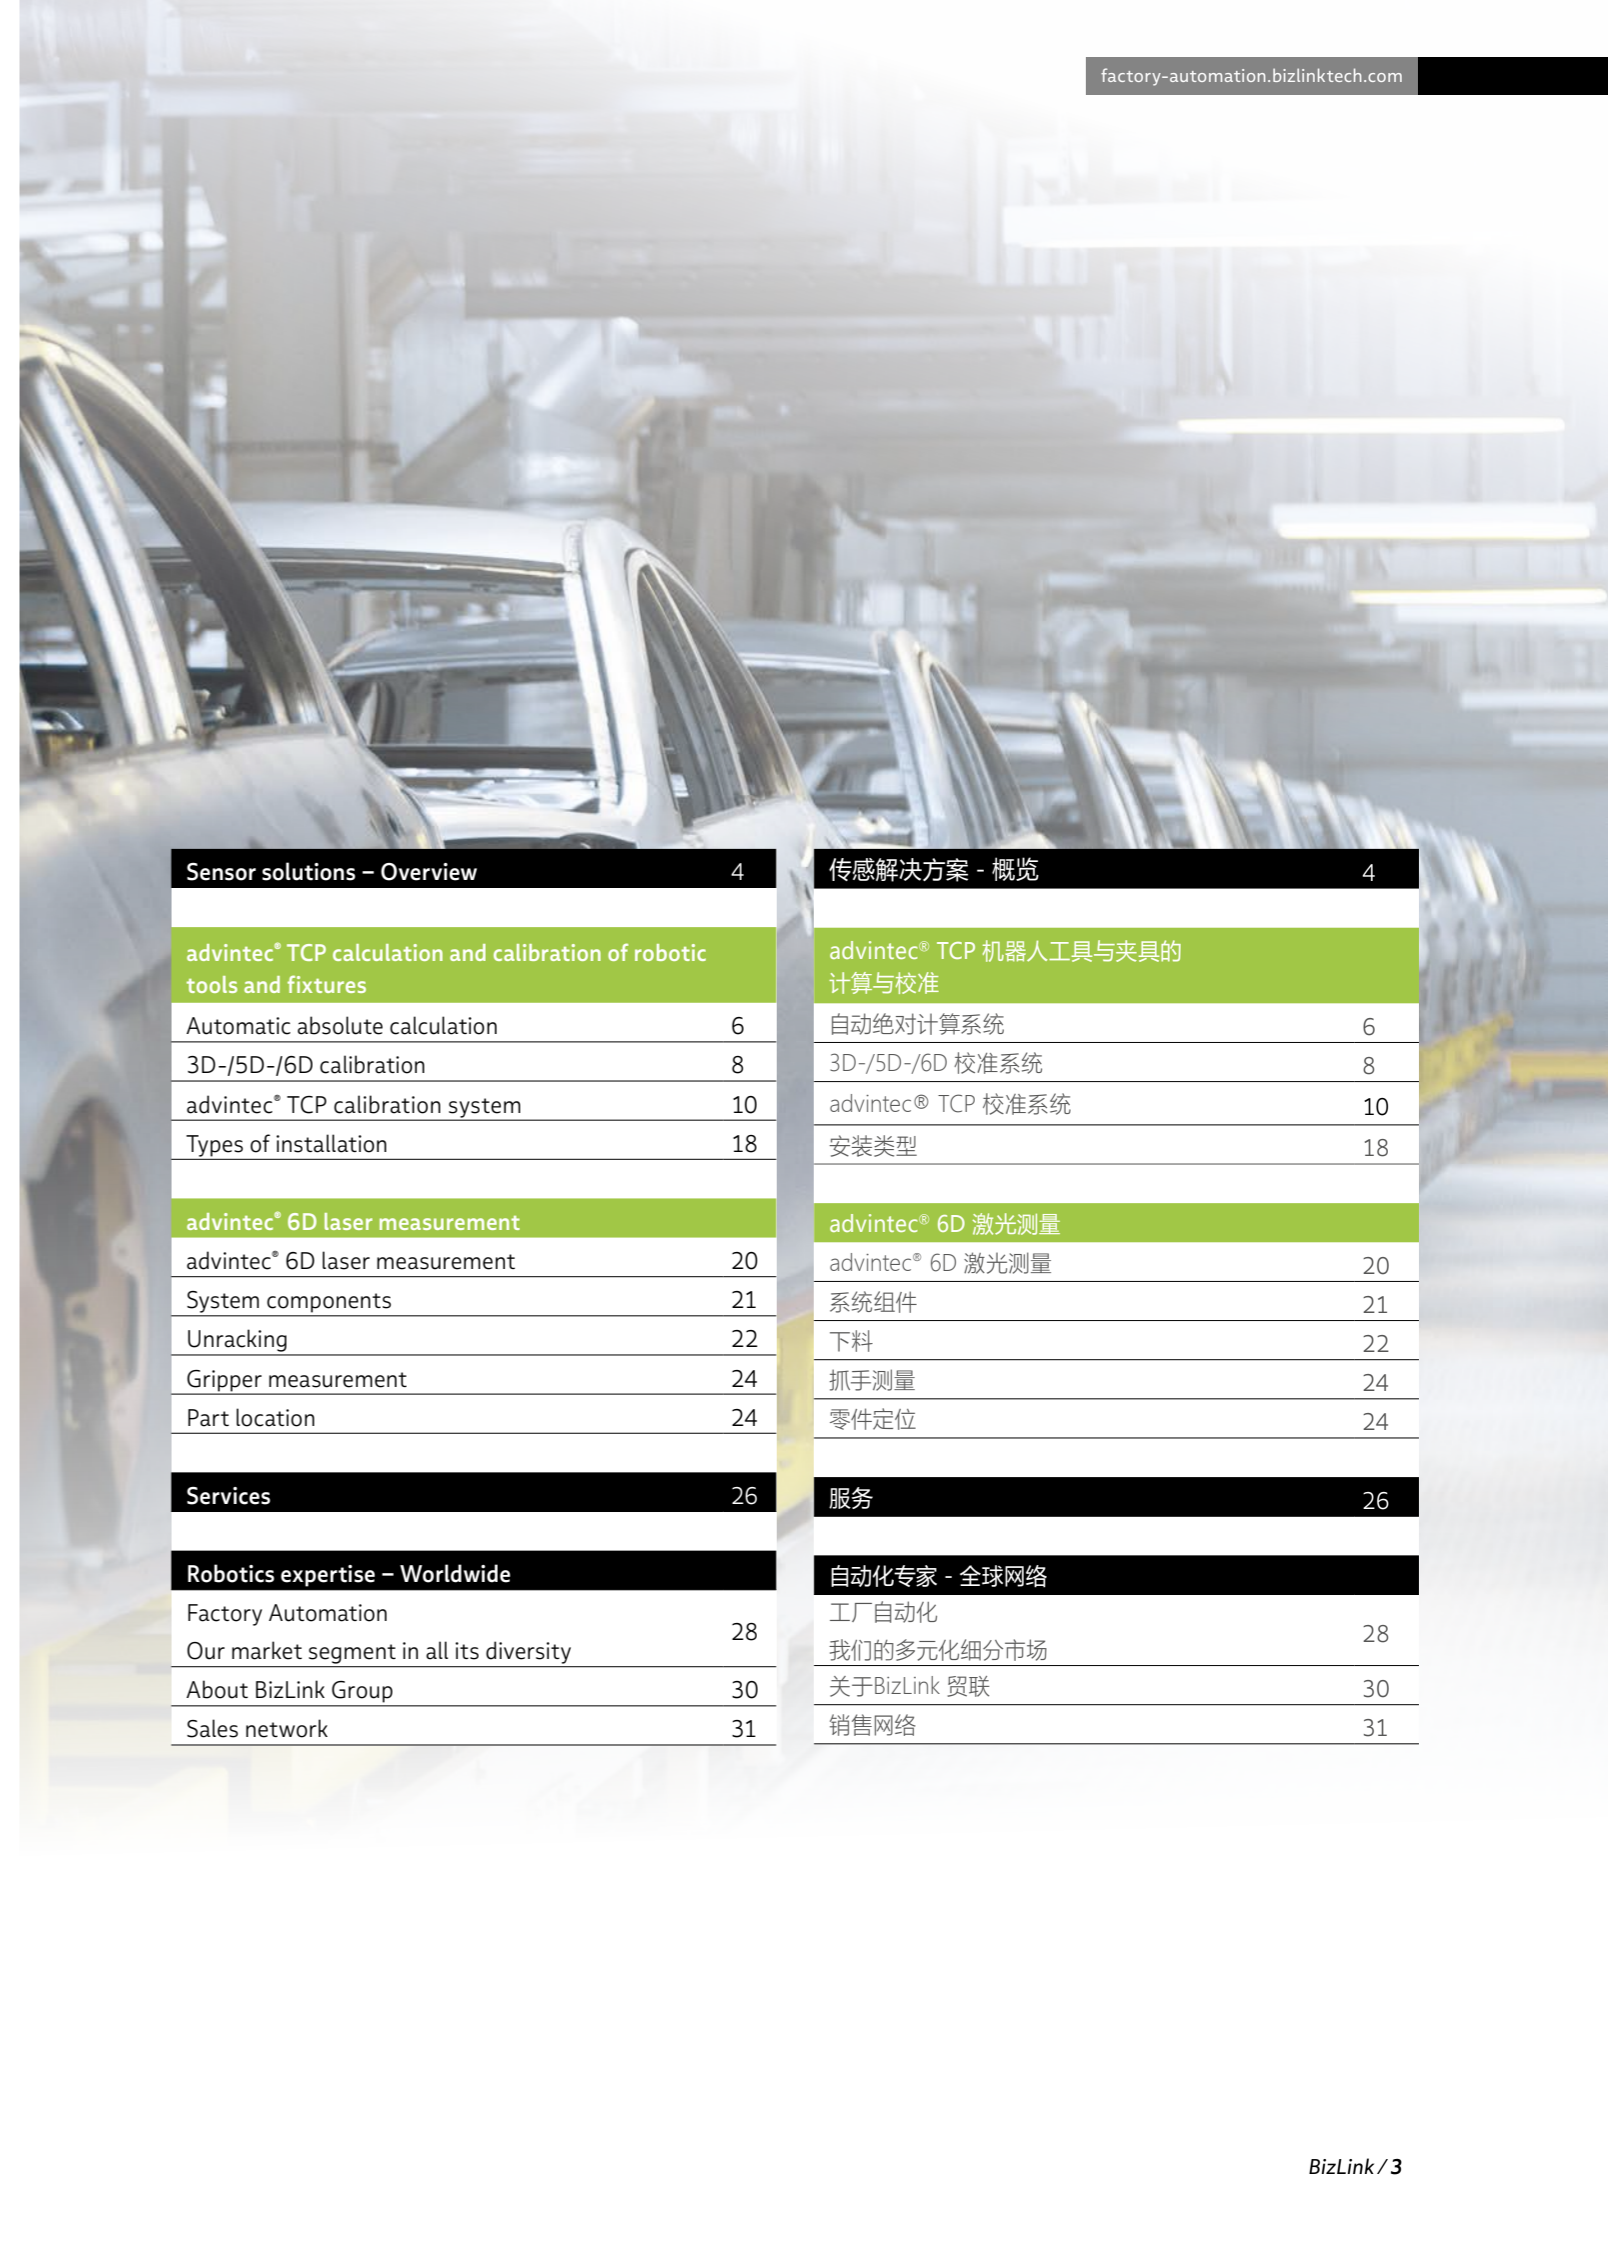 factory-automation.bizlinktech.com
Sensor solutions – Overview 4
advintec® TCP calculation and calibration of robotic
tools and fixtures
Automatic absolute calculation 6
3D-/5D-/6D calibration 8
advintec® TCP calibration system 10
Types of installation 18
advintec® 6D laser measurement
advintec® 6D laser measurement 20
System components 21
Unracking 22
Gripper measurement 24
Part location 24
Services 26
Robotics expertise – Worldwide
Factory Automation
Our market segment in all its diversity 28
About BizLink Group 30
Sales network 31
传感解决方案 - 概览 4
advintec® TCP 机器人工具与夹具的
计算与校准
自动绝对计算系统 6
3D-/5D-/6D 校准系统 8
advintec® TCP 校准系统 10
安装类型 18
advintec® 6D 激光测量
advintec® 6D 激光测量 20
系统组件 21
下料 22
抓手测量 24
零件定位 24
服务 26
自动化专家 - 全球网络
工厂自动化
我们的多元化细分市场 28
关于BizLink 贸联 30
销售网络 31
BizLink / 3